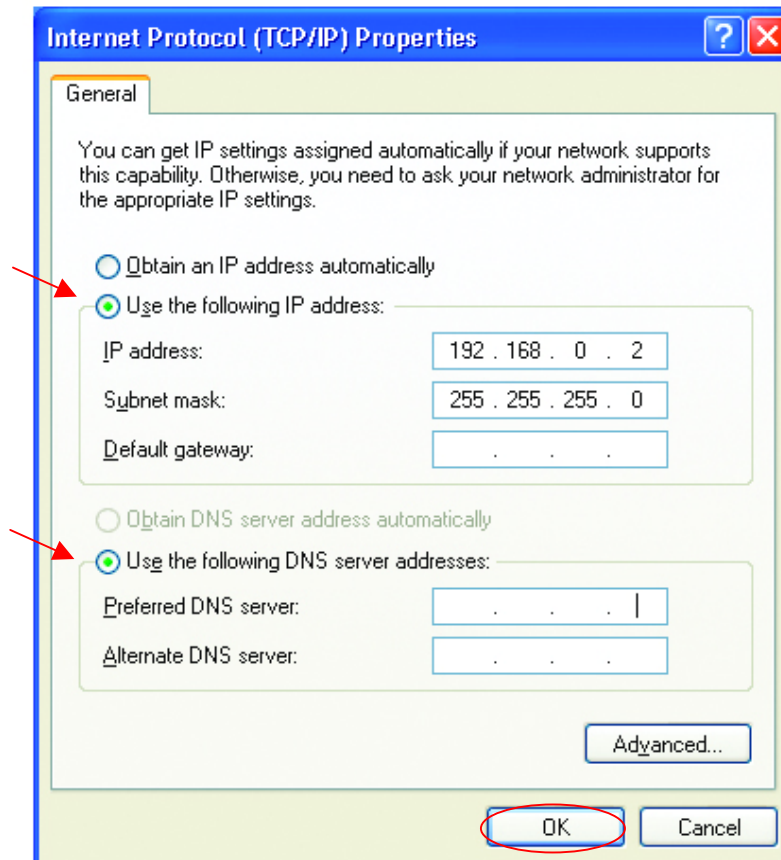 Internet Protocol (TCP/IP) Properties
General
You can get IP settings assigned automatically if your network supports
this capability. Otherwise, you need to ask your network administrator for
the appropriate IP settings.
Obtain an IP address automatically
Use the following IP address:
IP address: 192 . 168 . 0 . 2
Subnet mask: 255 . 255 . 255 . 0
Default gateway: . . .
Obtain DNS server address automatically
Use the following DNS server addresses:
Preferred DNS server: . . .
Alternate DNS server: . . .
Advanced...
OK Cancel